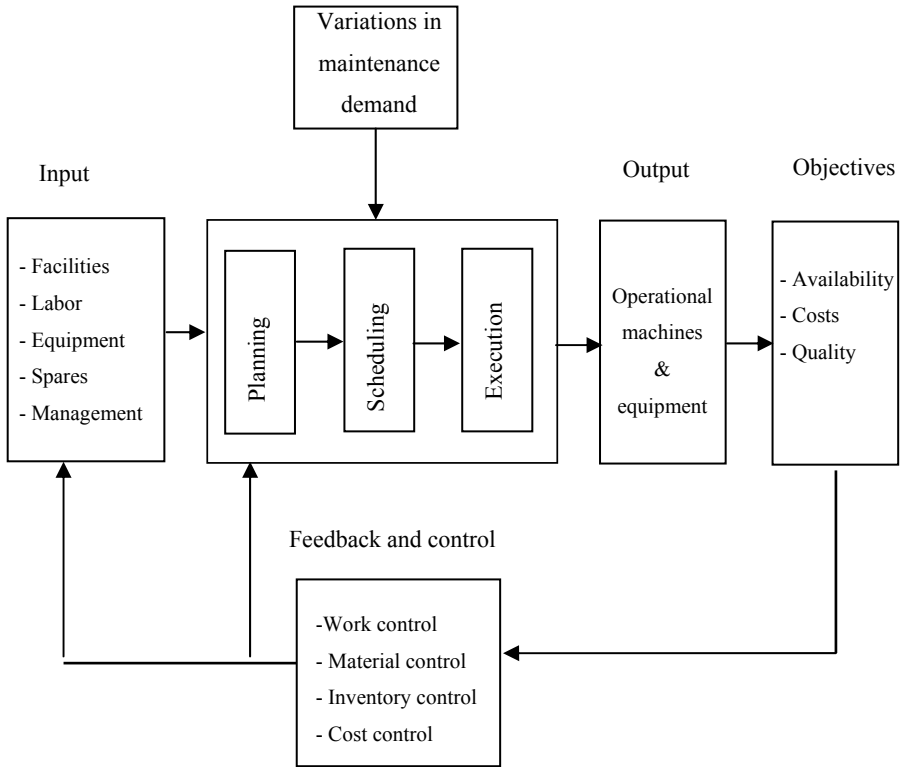 Variations in
maintenance
demand
Input
Output
Objectives
- Facilities
- Labor
- Equipment
- Spares
- Management
Planning
Scheduling
Execution
Operational
machines
&
equipment
- Availability
- Costs
- Quality
Feedback and control
-Work control
- Material control
- Inventory control
- Cost control